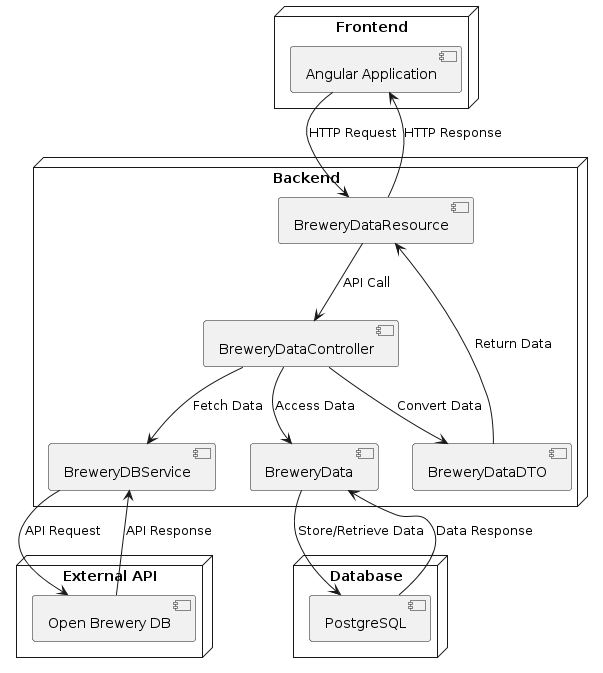 Frontend
Angular Application
HTTP Request
HTTP Response
Backend
BreweryDataResource
API Call
Return Data
BreweryDataController
Fetch Data
Access Data
Convert Data
BreweryDBService
BreweryData
BreweryDataDTO
API Request
API Response
Store/Retrieve Data
Data Response
External API
Database
Open Brewery DB
PostgreSQL